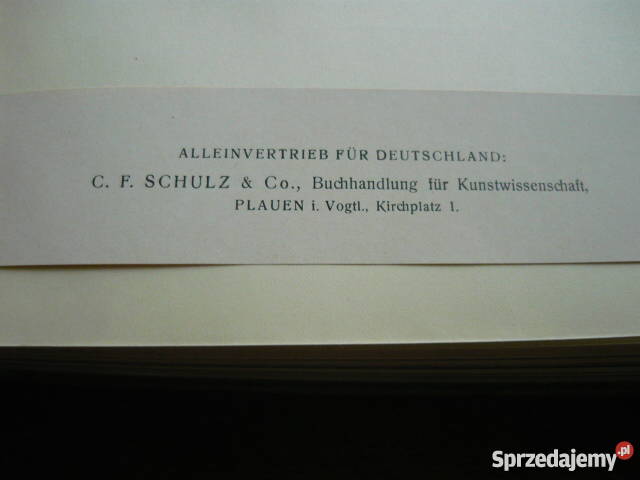 ALLEINVERTRIEB FÜR DEUTSCHLAND:
C. F. SCHULZ & Co., Buchhandlung für Kunstwissenschaft,
PLAUEN i. Vogtl., Kirchplatz 1.
Sprzedajemy.pl